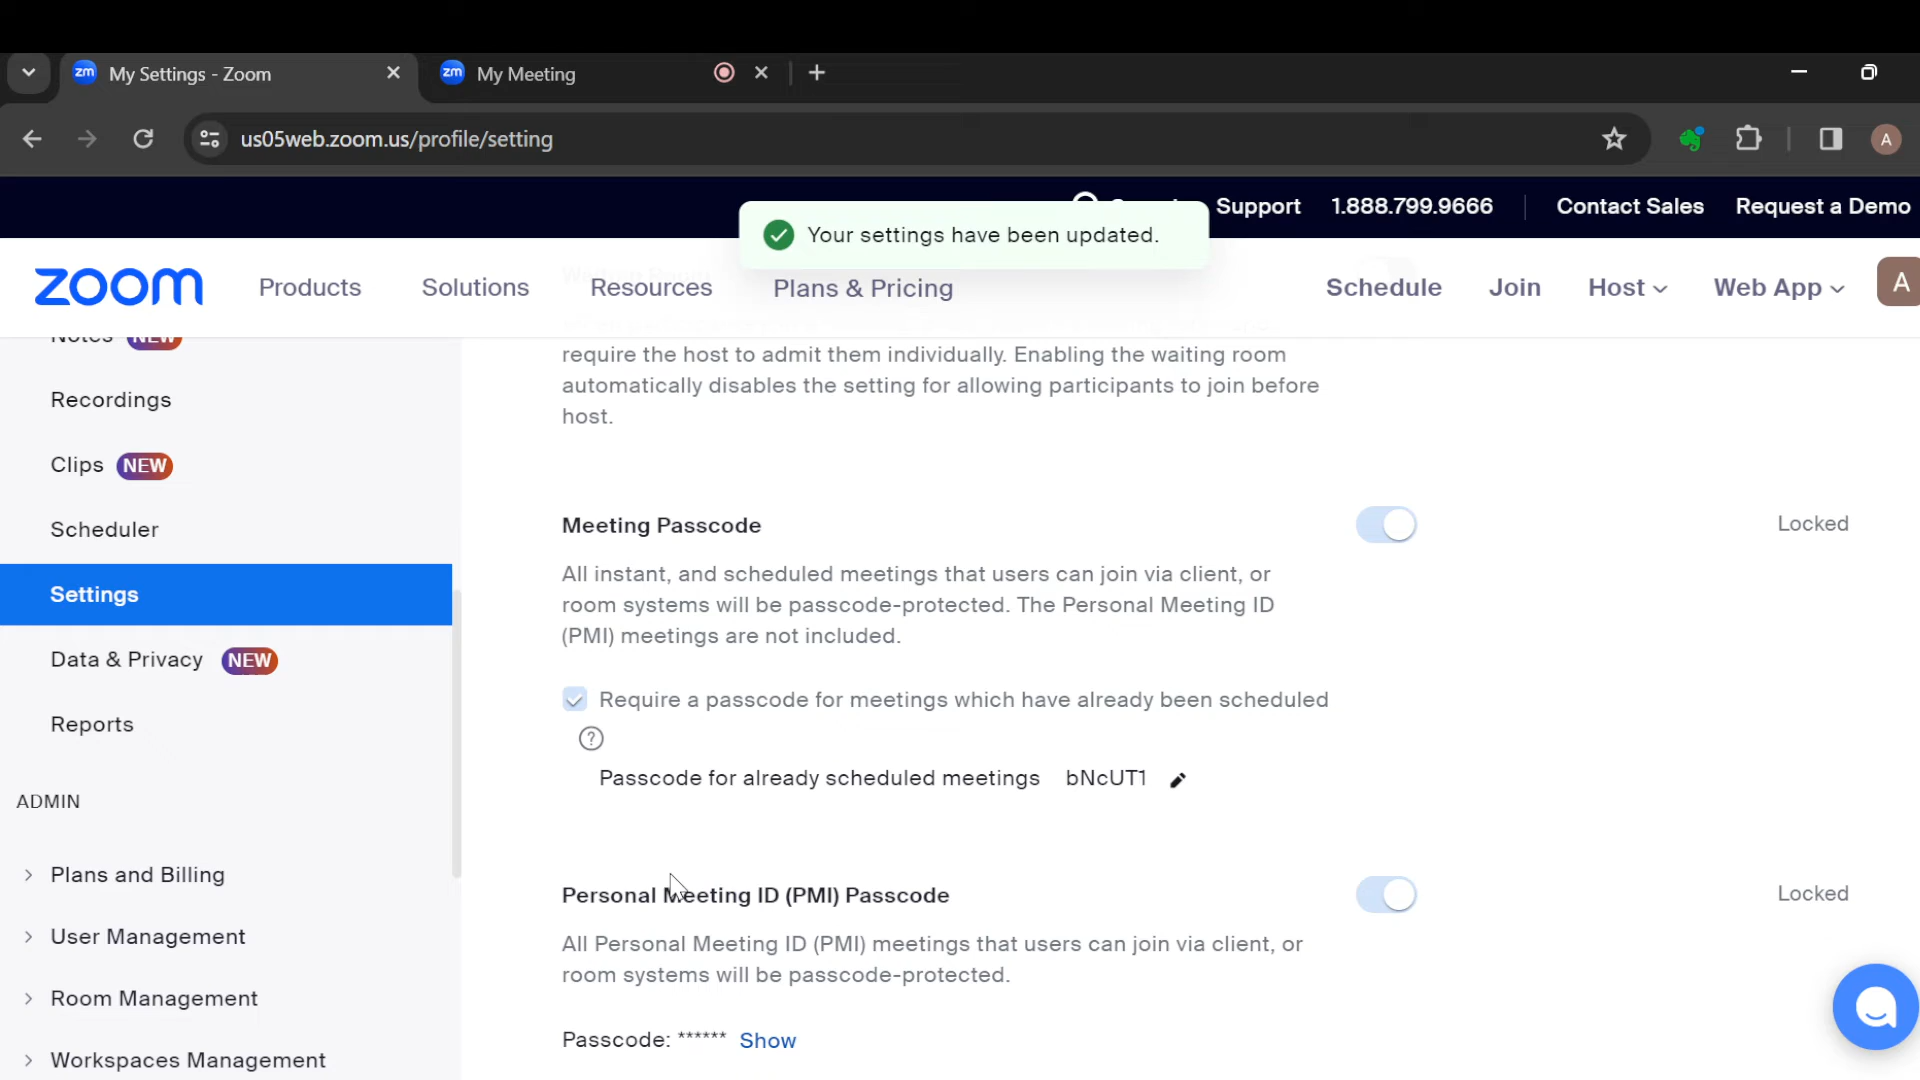 My Settings - Zoom
My Meeting
us05web.zoom.us/profile/setting
A
Support 1.888.799.9666 Contact Sales Request a Demo
Your settings have been updated.
zoom Products Solutions Resources Plans & Pricing Schedule Join Host Web App A
Notes NEW
Recordings
Clips NEW
Scheduler
Settings
Data & Privacy NEW
Reports
ADMIN
Plans and Billing
User Management
Room Management
Workspaces Management
Waiting Room
require the host to admit them individually. Enabling the waiting room
automatically disables the setting for allowing participants to join before
host.
Meeting Passcode Locked
All instant, and scheduled meetings that users can join via client, or
room systems will be passcode-protected. The Personal Meeting ID
(PMI) meetings are not included.
Require a passcode for meetings which have already been scheduled
?
Passcode for already scheduled meetings bNcUT1
Personal Meeting ID (PMI) Passcode Locked
All Personal Meeting ID (PMI) meetings that users can join via client, or
room systems will be passcode-protected.
Passcode: ****** Show